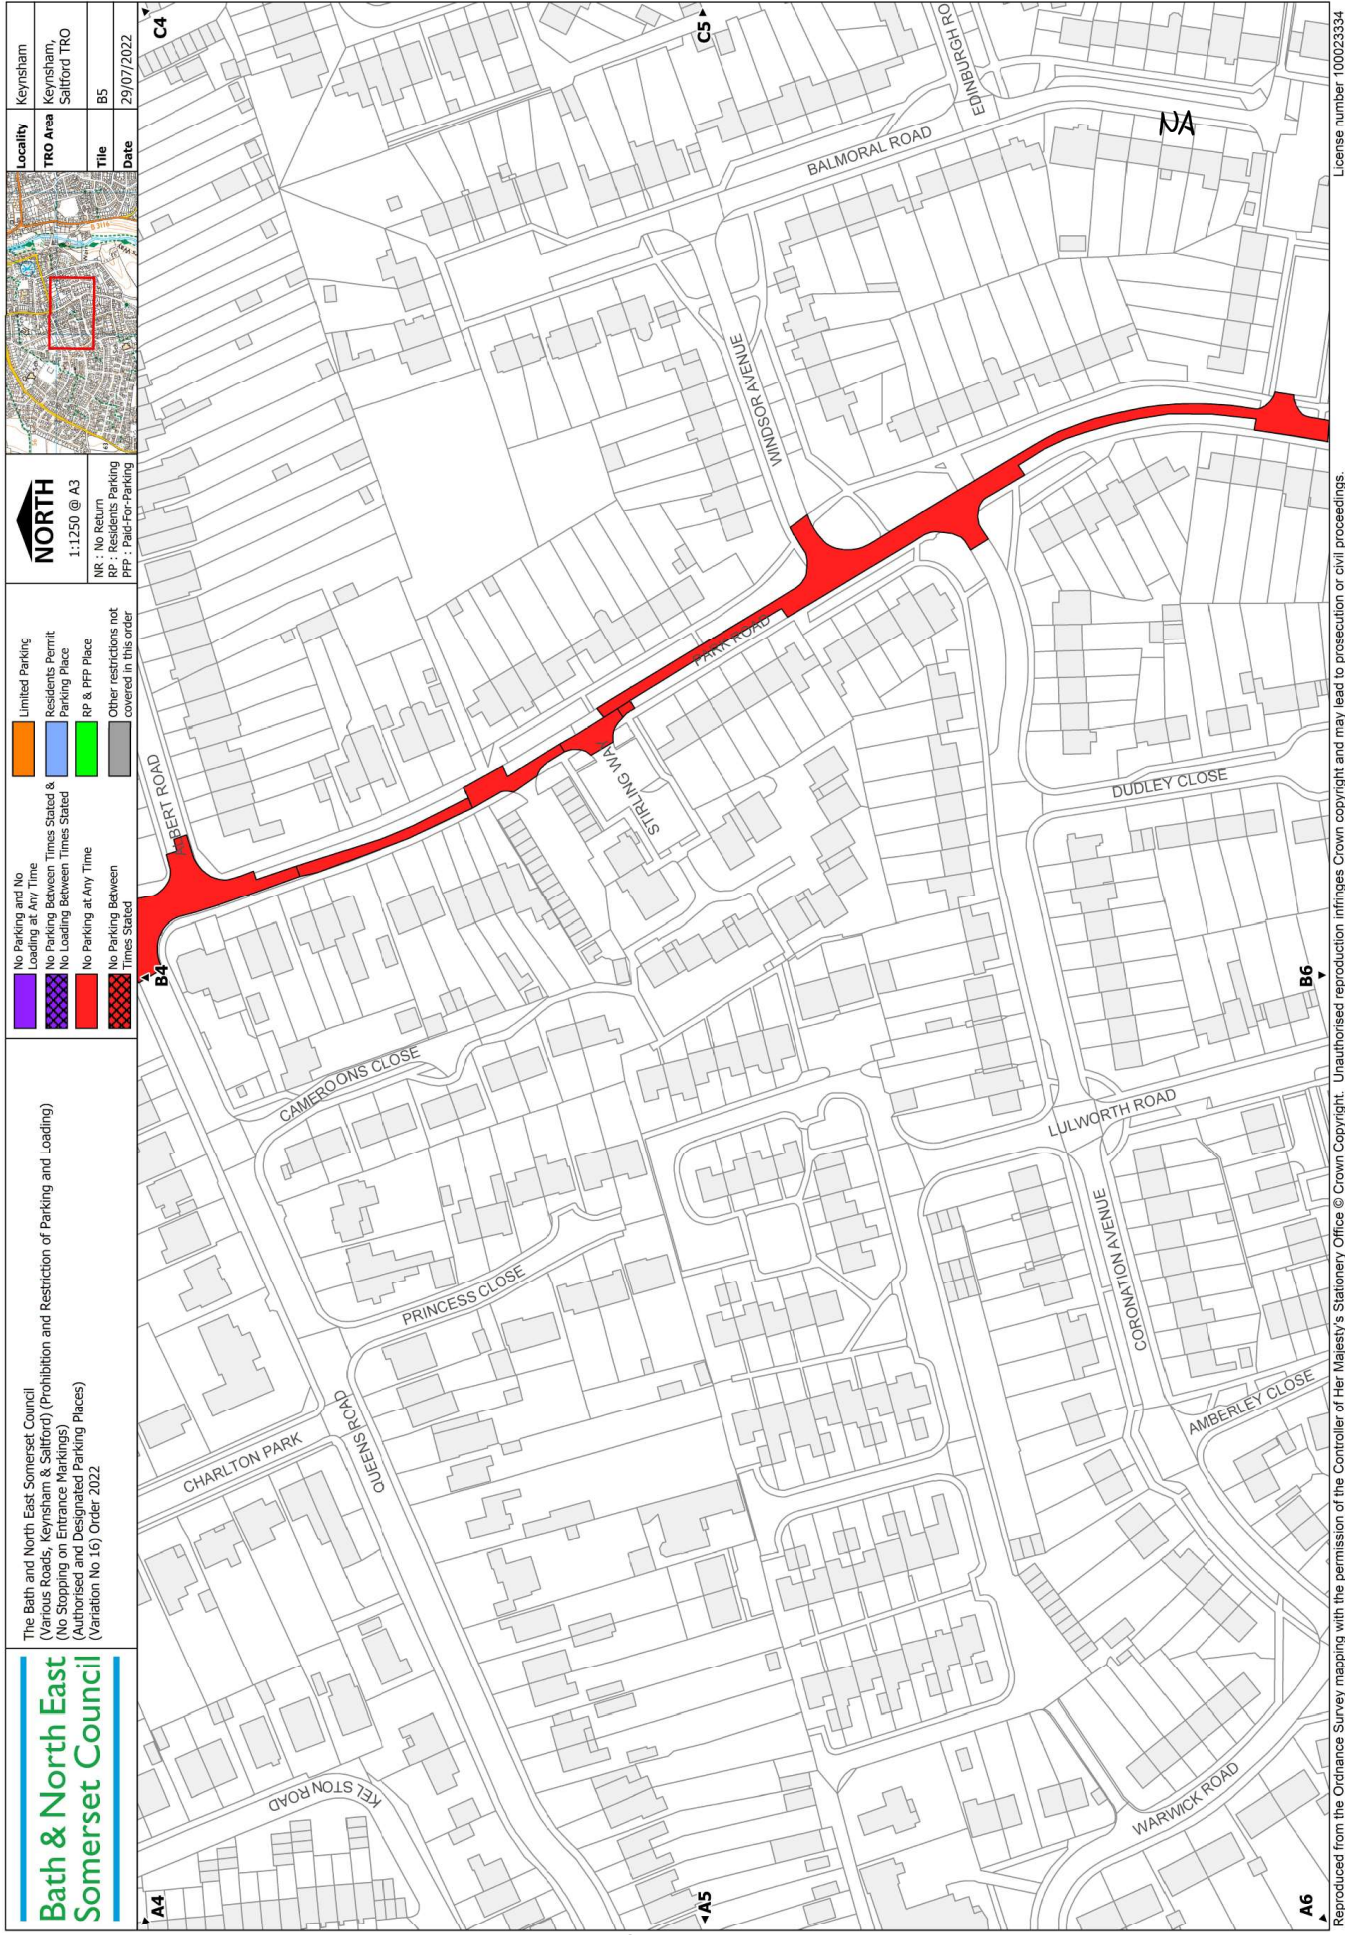 Bath & North East
Somerset Council
The Bath and North East Somerset Council
(Various Roads, Keynsham & Saltford) (Prohibition and Restriction of Parking and Loading)
(No Stopping on Entrance Markings)
(Authorised and Designated Parking Places)
(Variation No 16) Order 2022
No Parking and No
Loading at Any Time
No Parking Between Times Stated &
No Loading Between Times Stated
No Parking at Any Time
No Parking Between
Times Stated
Limited Parking
Residents Permit
Parking Place
RP & PFP Place
Other restrictions not
covered in this order
NORTH
1:1250 @ A3
NR : No Return
RP : Residents Parking
PFP : Paid-For-Parking
Locality
Keynsham
TRO Area
Keynsham,
Saltford TRO
Tile
B5
Date
29/07/2022
A4
B4
C4
KELSTON ROAD
CHARLTON PARK
QUEENS ROAD
PRINCESS CLOSE
CAMEROONS CLOSE
ALBERT ROAD
STIRLING WAY
PARK ROAD
WINDSOR AVENUE
BALMORAL ROAD
EDINBURGH RO
A5
C5
NA
DUDLEY CLOSE
LULWORTH ROAD
CORONATION AVENUE
AMBERLEY CLOSE
WARWICK ROAD
A6
B6
Reproduced from the Ordnance Survey mapping with the permission of the Controller of Her Majesty's Stationery Office © Crown Copyright. Unauthorised reproduction infringes Crown copyright and may lead to prosecution or civil proceedings.
License number 100023334